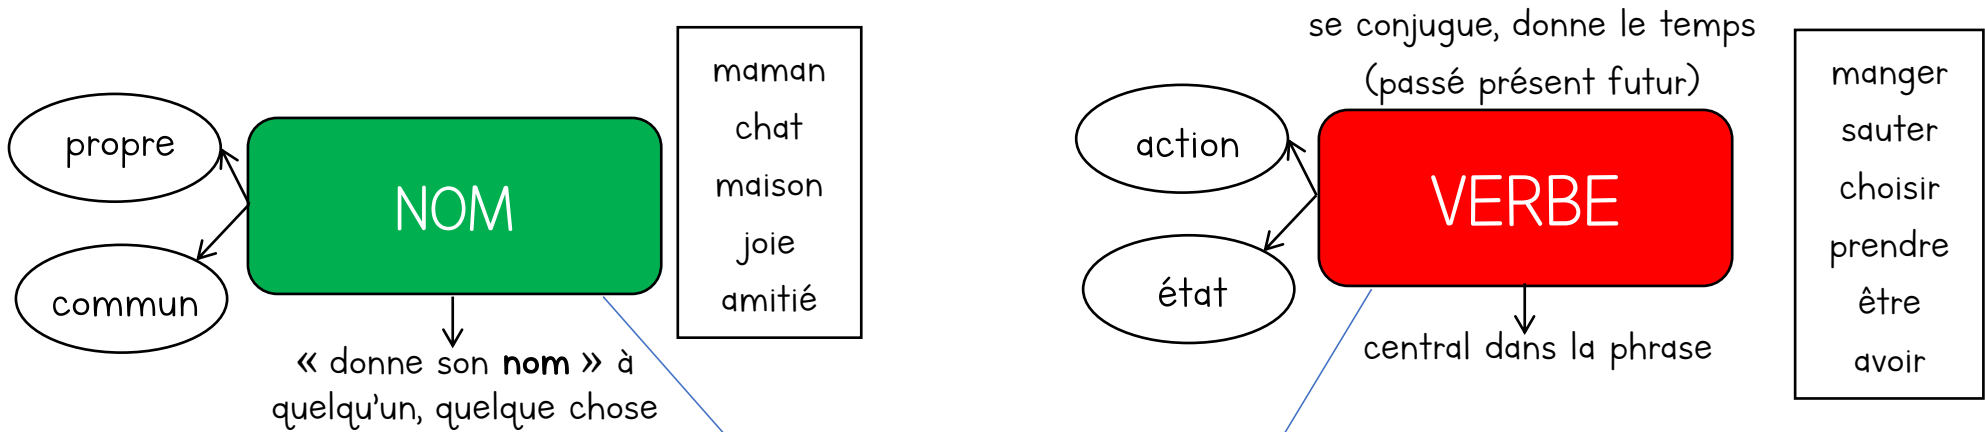 propre
commun
NOM
« donne son nom » à
quelqu'un, quelque chose
maman
chat
maison
joie
amitié
se conjugue, donne le temps
(passé présent futur)
action
état
VERBE
central dans la phrase
manger
sauter
choisir
prendre
être
avoir